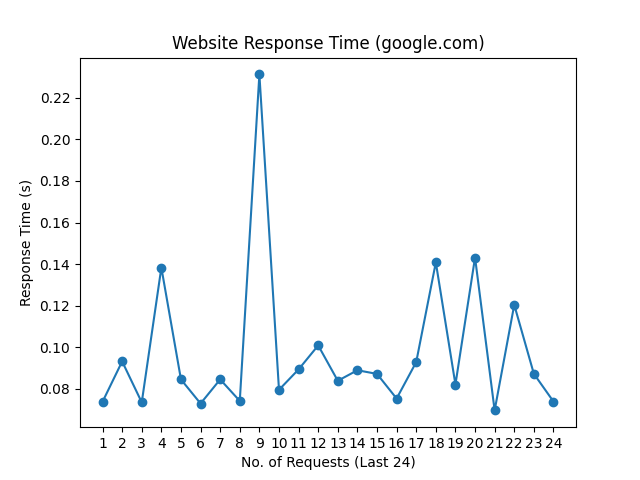 Website Response Time (google.com)
Response Time (s)
0.22
0.20
0.18
0.16
0.14
0.12
0.10
0.08
1 2 3 4 5 6 7 8 9 10 11 12 13 14 15 16 17 18 19 20 21 22 23 24
No. of Requests (Last 24)